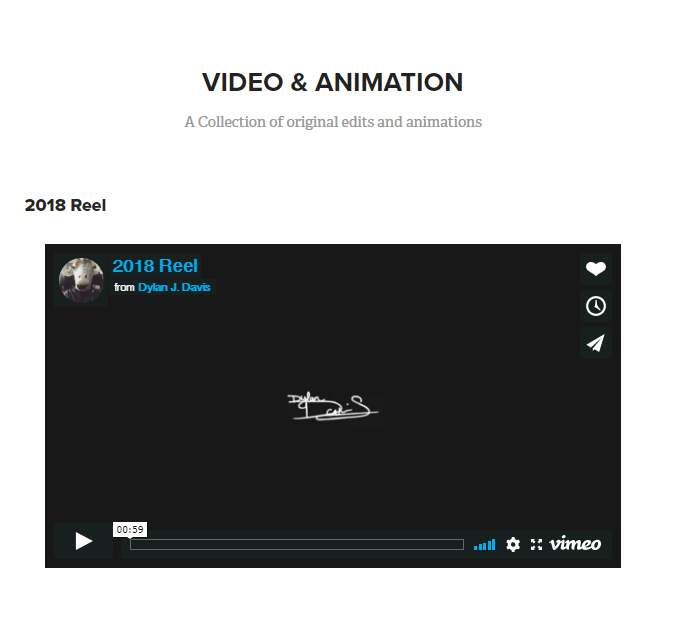 VIDEO & ANIMATION
A Collection of original edits and animations
2018 Reel
2018 Reel
from Dylan J. Davis
Dylan Davis
00:59
vimeo